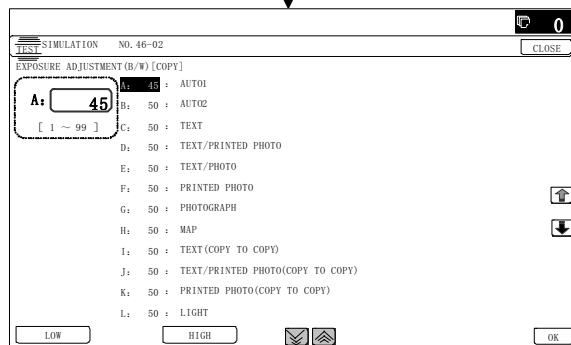 0
TEST SIMULATION NO.46-02
CLOSE
EXPOSURE ADJUSTMENT(B/W)[COPY]
A: 45
[ 1 ~ 99 ]
A: 45 : AUTO1
B: 50 : AUTO2
C: 50 : TEXT
D: 50 : TEXT/PRINTED PHOTO
E: 50 : TEXT/PHOTO
F: 50 : PRINTED PHOTO
G: 50 : PHOTOGRAPH
H: 50 : MAP
I: 50 : TEXT(COPY TO COPY)
J: 50 : TEXT/PRINTED PHOTO(COPY TO COPY)
K: 50 : PRINTED PHOTO(COPY TO COPY)
L: 50 : LIGHT
LOW HIGH OK